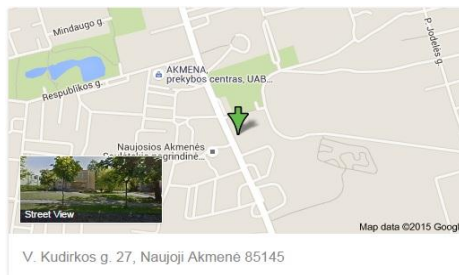 Mindaugo g.
P. Jodelės g.
AKMENA,
prekybos centras, UAB...
Respublikos g.
Naujosios Akmenės
pagrindinė...
Street View
Map data ©2015 Googl
V. Kudirkos g. 27, Naujoji Akmenė 85145